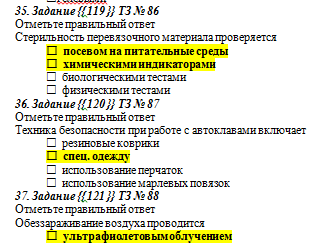 35. Задание {{119}} ТЗ № 86
Отметьте правильный ответ
Стерильность перевязочного материала проверяется
☐ посевом на питательные среды
☐ химическими индикаторами
☐ биологическими тестами
☐ физическими тестами
36. Задание {{120}} ТЗ № 87
Отметьте правильный ответ
Техника безопасности при работе с автоклавами включает
☐ резиновые коврики
☐ спец. одежду
☐ использование перчаток
☐ использование марлевых повязок
37. Задание {{121}} ТЗ № 88
Отметьте правильный ответ
Обеззараживание воздуха проводится
☐ ультрафиолетовым облучением